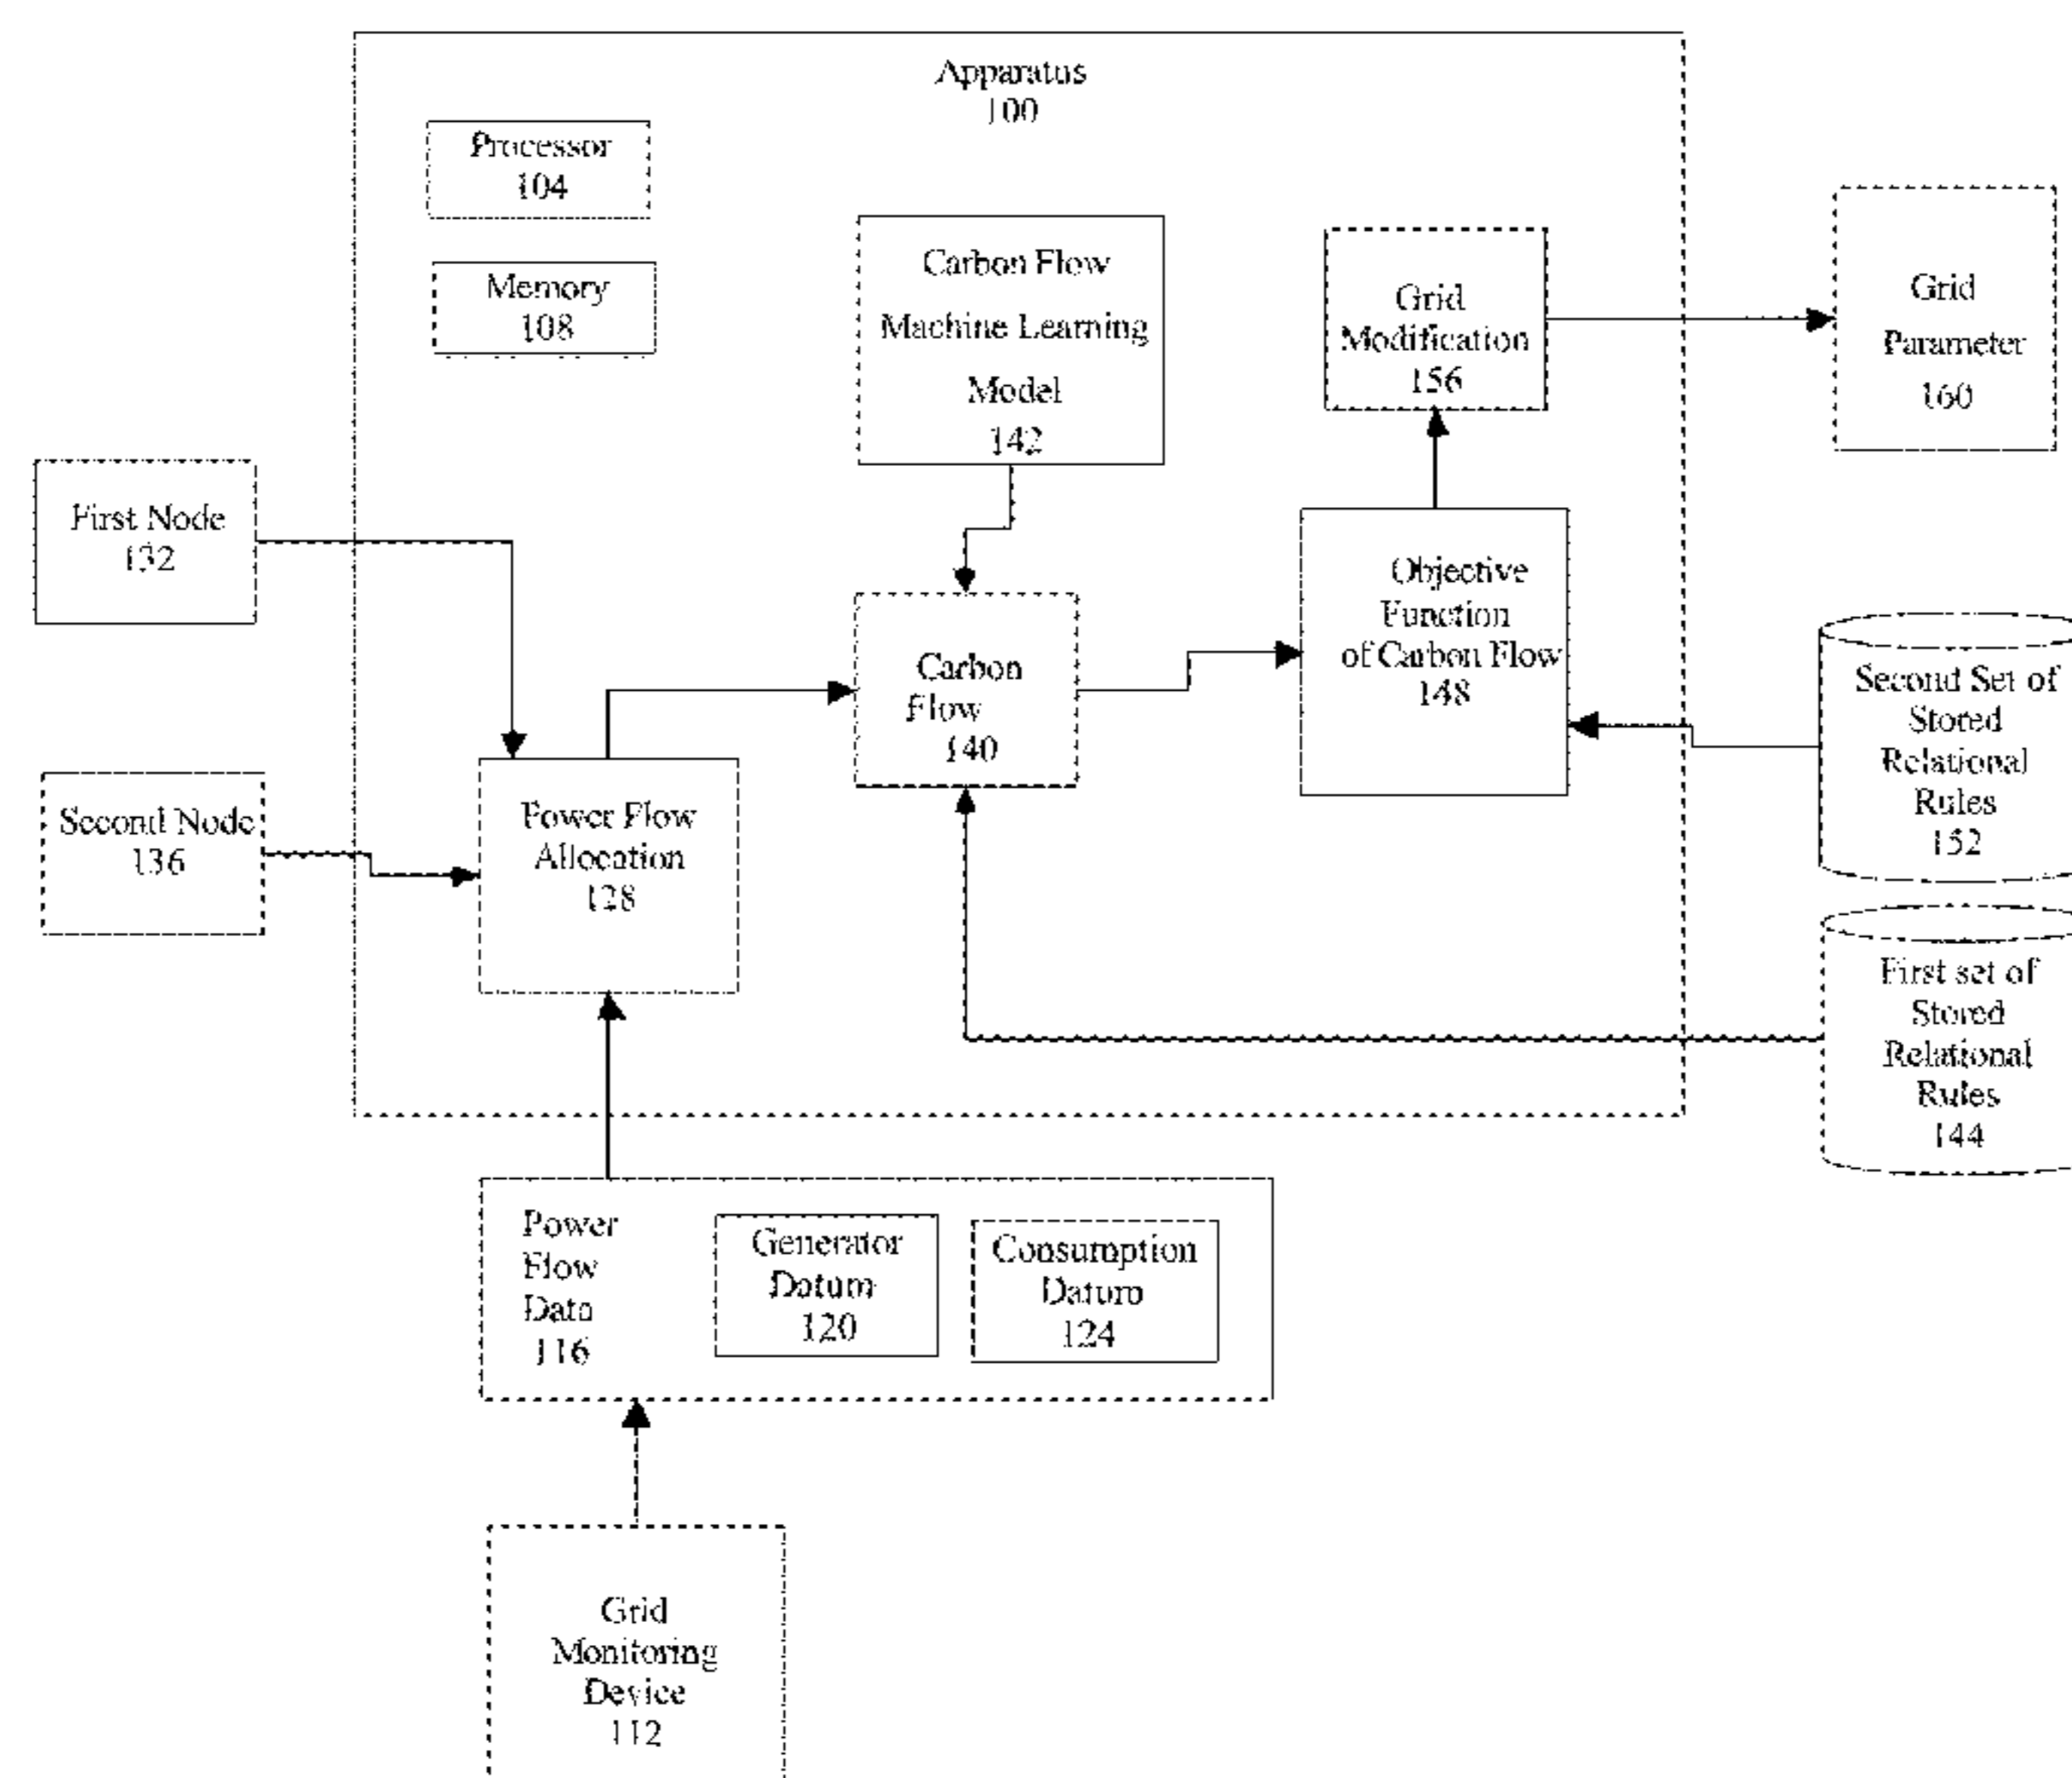 Apparatus
100
Processor
104
Memory
108
Carbon Flow
Machine Learning
Model
142
Grid
Modification
156
Grid
Parameter
160
First Node
132
Second Node
136
Power Flow
Allocation
128
Carbon
Flow
140
Objective
Function
of Carbon Flow
148
Second Set of
Stored
Relational
Rules
152
First set of
Stored
Relational
Rules
144
Power
Flow
Data
116
Generator
Datum
120
Consumption
Datum
124
Grid
Monitoring
Device
112